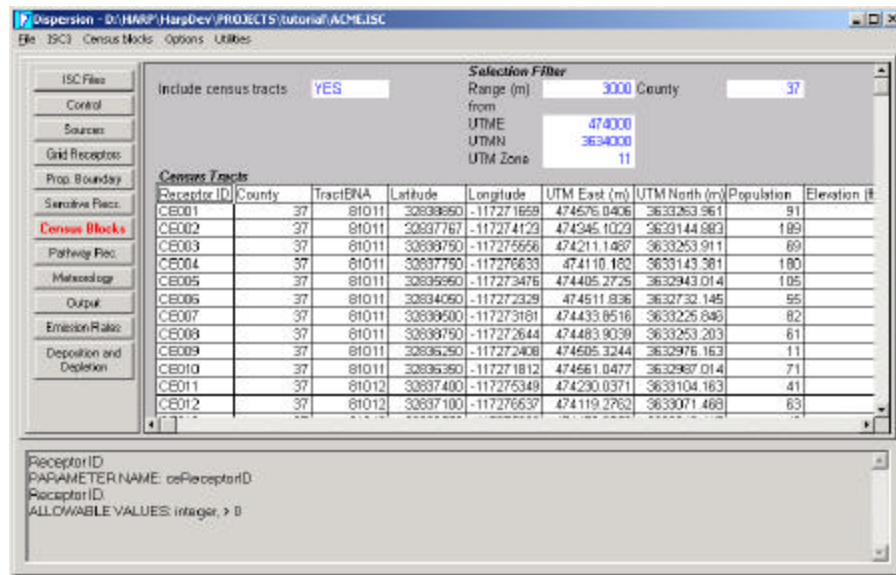 Dispersion - D:\HARP\HarpDev\PROJECTS\tutorial\ACME.ISC
File ISC3 Census blocks Options Utilities
ISC Files
Control
Sources
Grid Receptors
Prop. Boundary
Sensitive Recs.
Census Blocks
Pathway Rec.
Meteorology
Output
Emission Rates
Deposition and
Depletion
Selection Filter
Include census tracts YES Range (m) 3000 County 37
from
UTME 474000
UTMN 3634000
UTM Zone 11
Census Tracts
Receptor ID County TractBNA Latitude Longitude UTM East (m) UTM North (m) Population Elevation (ft
CE001 37 81011 32838850 -117271659 474576.0406 3633263.961 91
CE002 37 81011 32837767 -117274123 474345.1023 3633144.883 189
CE003 37 81011 32838750 -117275556 474211.1487 3633253.911 69
CE004 37 81011 32837750 -117276633 474110.182 3633143.381 180
CE005 37 81011 32835950 -117273476 474405.2725 3632943.014 105
CE006 37 81011 32834050 -117272329 474511.836 3632732.145 55
CE007 37 81011 32838500 -117273181 474433.8516 3633225.846 82
CE008 37 81011 32838750 -117272644 474483.9039 3633253.203 61
CE009 37 81011 32836250 -117272408 474505.3244 3632976.163 11
CE010 37 81011 32836350 -117271812 474561.0477 3632987.014 71
CE011 37 81012 32837400 -117275349 474230.0371 3633104.163 41
CE012 37 81012 32837100 -117276537 474119.2762 3633071.468 63
ReceptorID
PARAMETER NAME: ceReceptorID
ReceptorID.
ALLOWABLE VALUES: integer, > 0